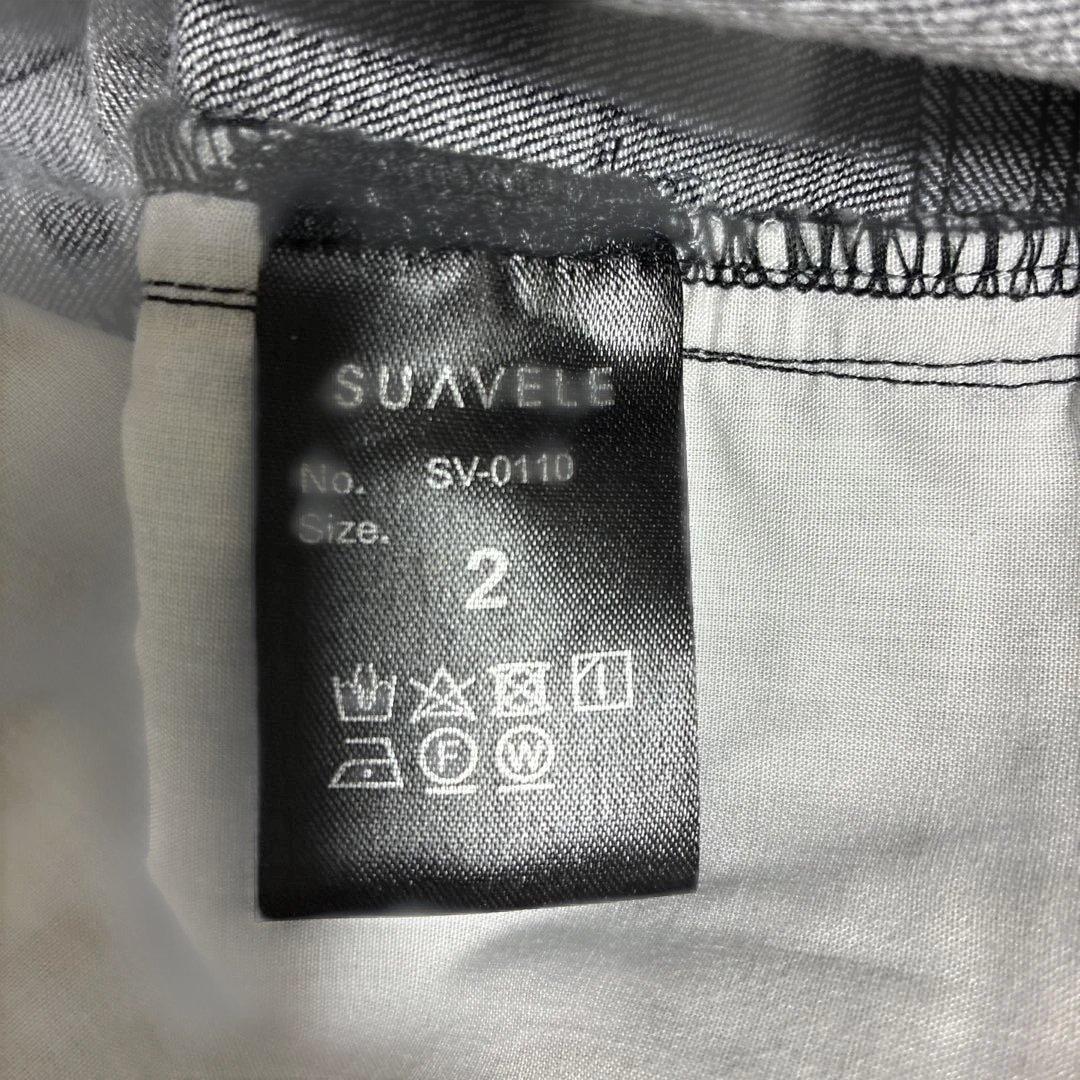 SUAVELE
No. SV-0110
Size.
2
F W